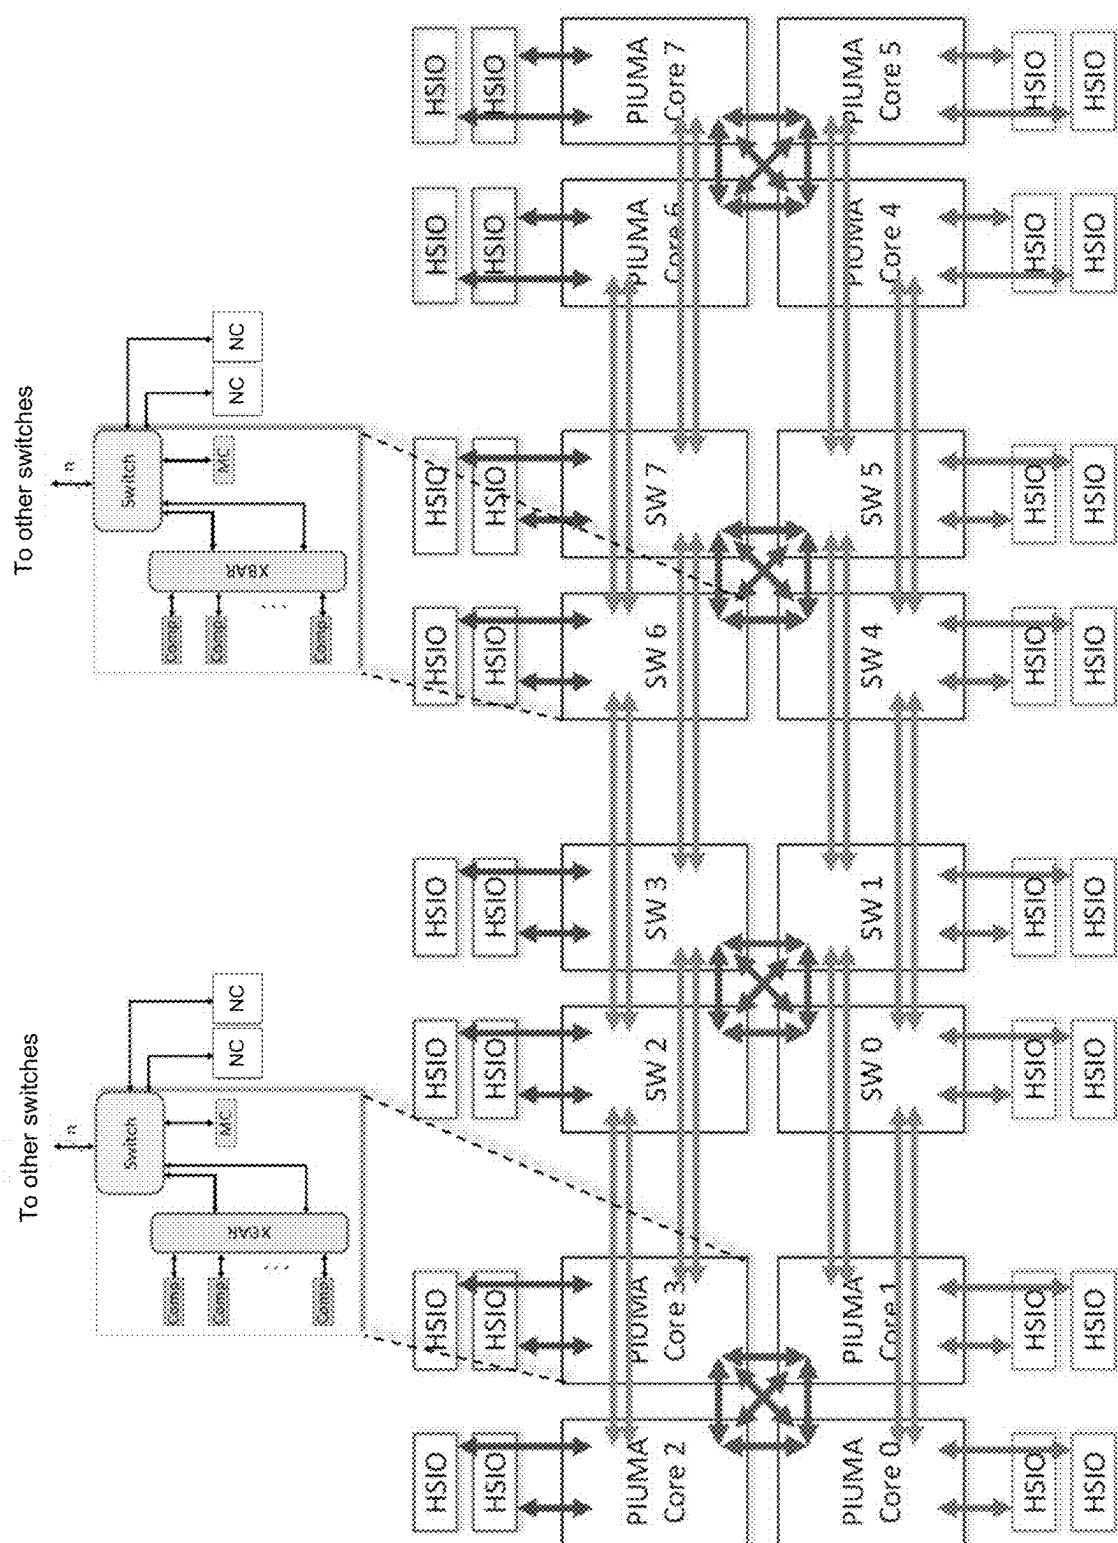 To other switches
n
Switch
XBAR
MC
NC
NC
To other switches
n
Switch
XBAR
MC
NC
NC
HSIO HSIO HSIO HSIO HSIO HSIO HSIO HSIO
HSIO HSIO HSIO HSIO HSIO HSIO HSIO HSIO
PIUMA
Core 2
PIUMA
Core 3
SW 2
SW 3
SW 6
SW 7
PIUMA
Core 6
PIUMA
Core 7
PIUMA
Core 0
PIUMA
Core 1
SW 0
SW 1
SW 4
SW 5
PIUMA
Core 4
PIUMA
Core 5
HSIO HSIO HSIO HSIO HSIO HSIO HSIO HSIO
HSIO HSIO HSIO HSIO HSIO HSIO HSIO HSIO